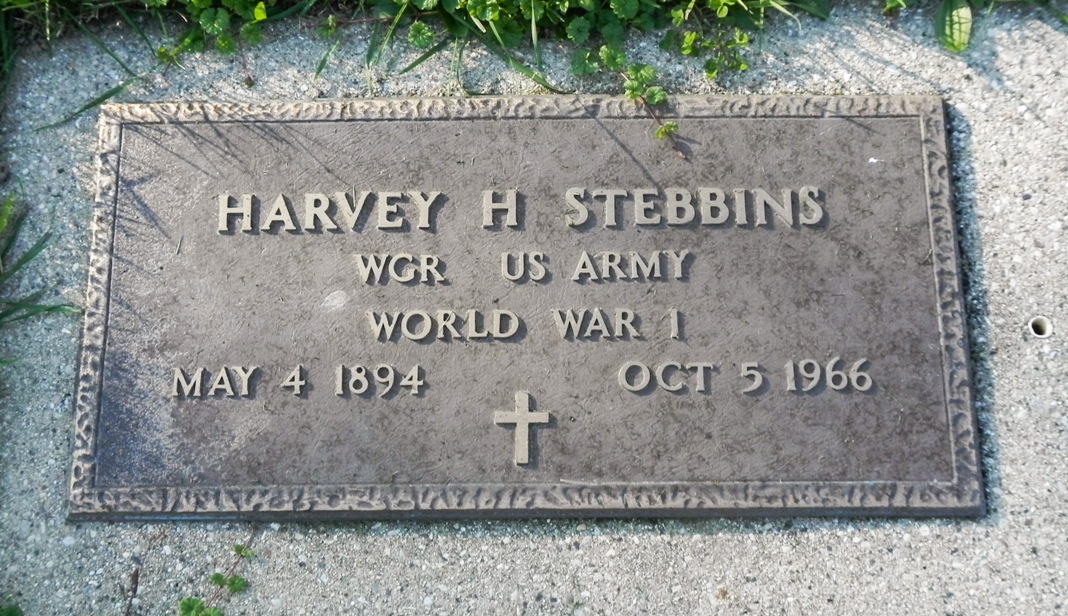 HARVEY H STEBBINS
WGR US ARMY
WORLD WAR I
MAY 4 1894 OCT 5 1966